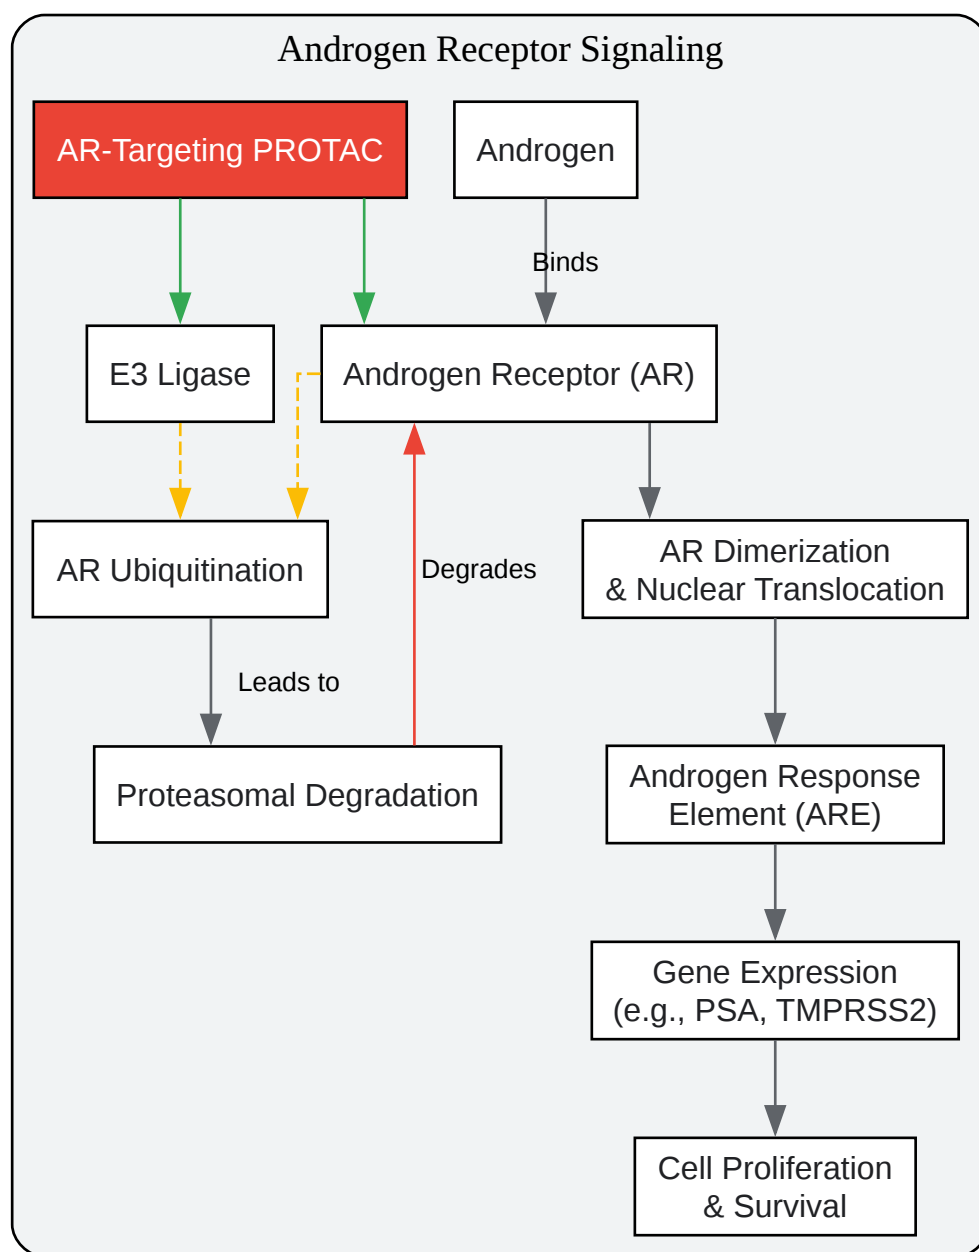 Androgen Receptor Signaling
AR-Targeting PROTAC
Androgen
Binds
E3 Ligase
Androgen Receptor (AR)
AR Ubiquitination
Degrades
AR Dimerization
& Nuclear Translocation
Leads to
Proteasomal Degradation
Androgen Response
Element (ARE)
Gene Expression
(e.g., PSA, TMPRSS2)
Cell Proliferation
& Survival